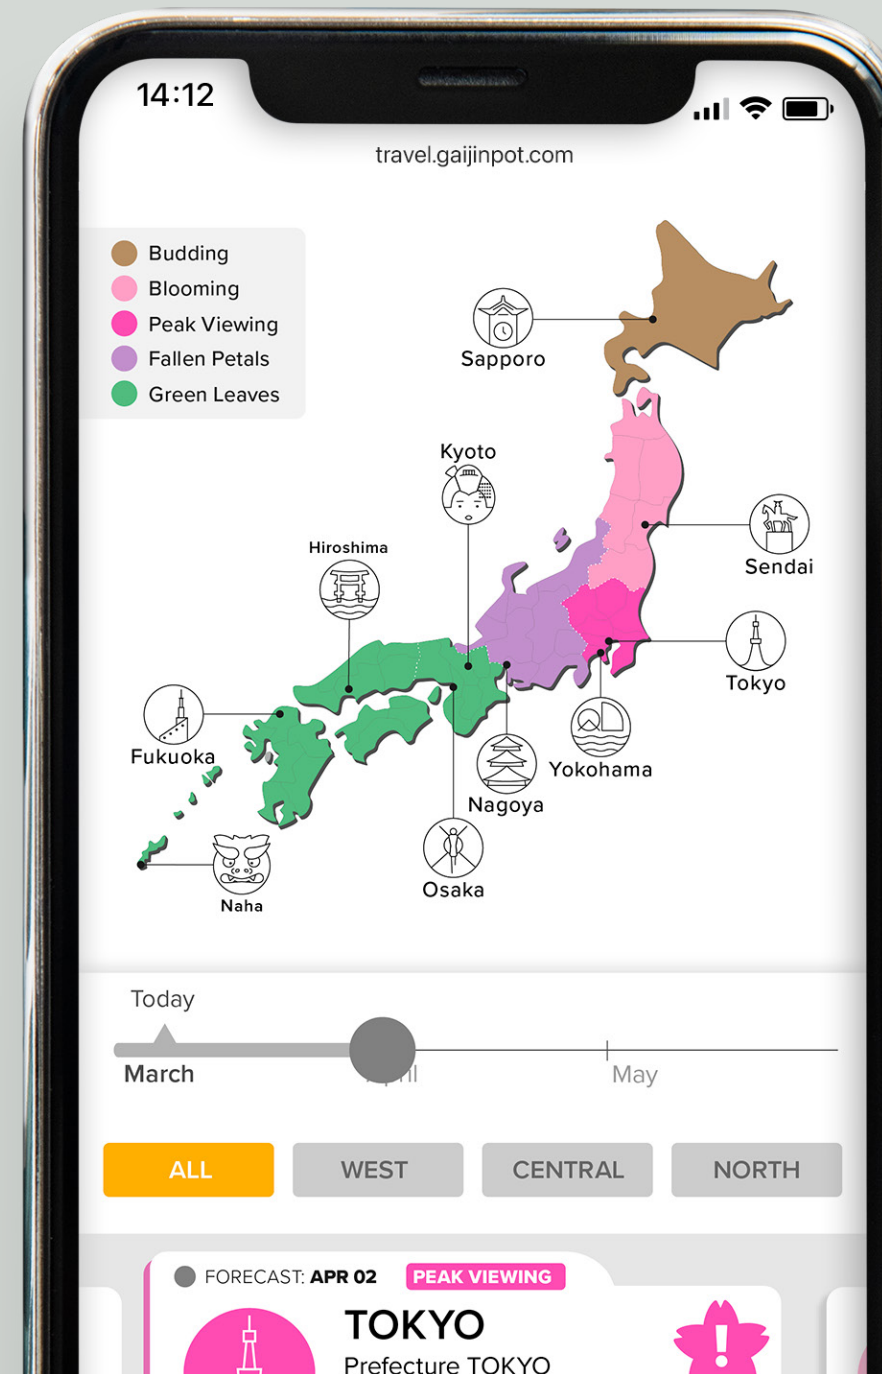 14:12
travel.gaijinpot.com
Budding
Blooming
Peak Viewing
Fallen Petals
Green Leaves
Sapporo
Kyoto
Hiroshima
Sendai
Tokyo
Fukuoka
Yokohama
Nagoya
Osaka
Naha
Today
March
April
May
ALL
WEST
CENTRAL
NORTH
FORECAST: APR 02
PEAK VIEWING
TOKYO
Prefecture TOKYO